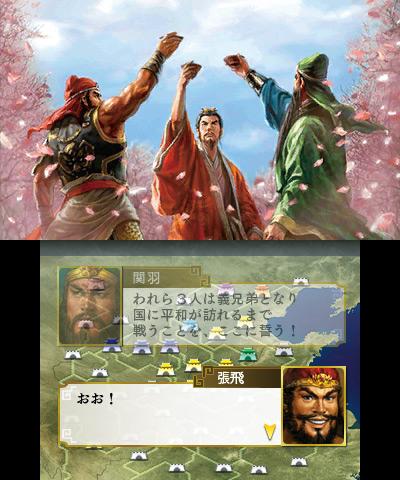 関羽
われら３人は義兄弟となり
国に平和が訪れるまで
戦うことを、ここに誓う！
張飛
おお！